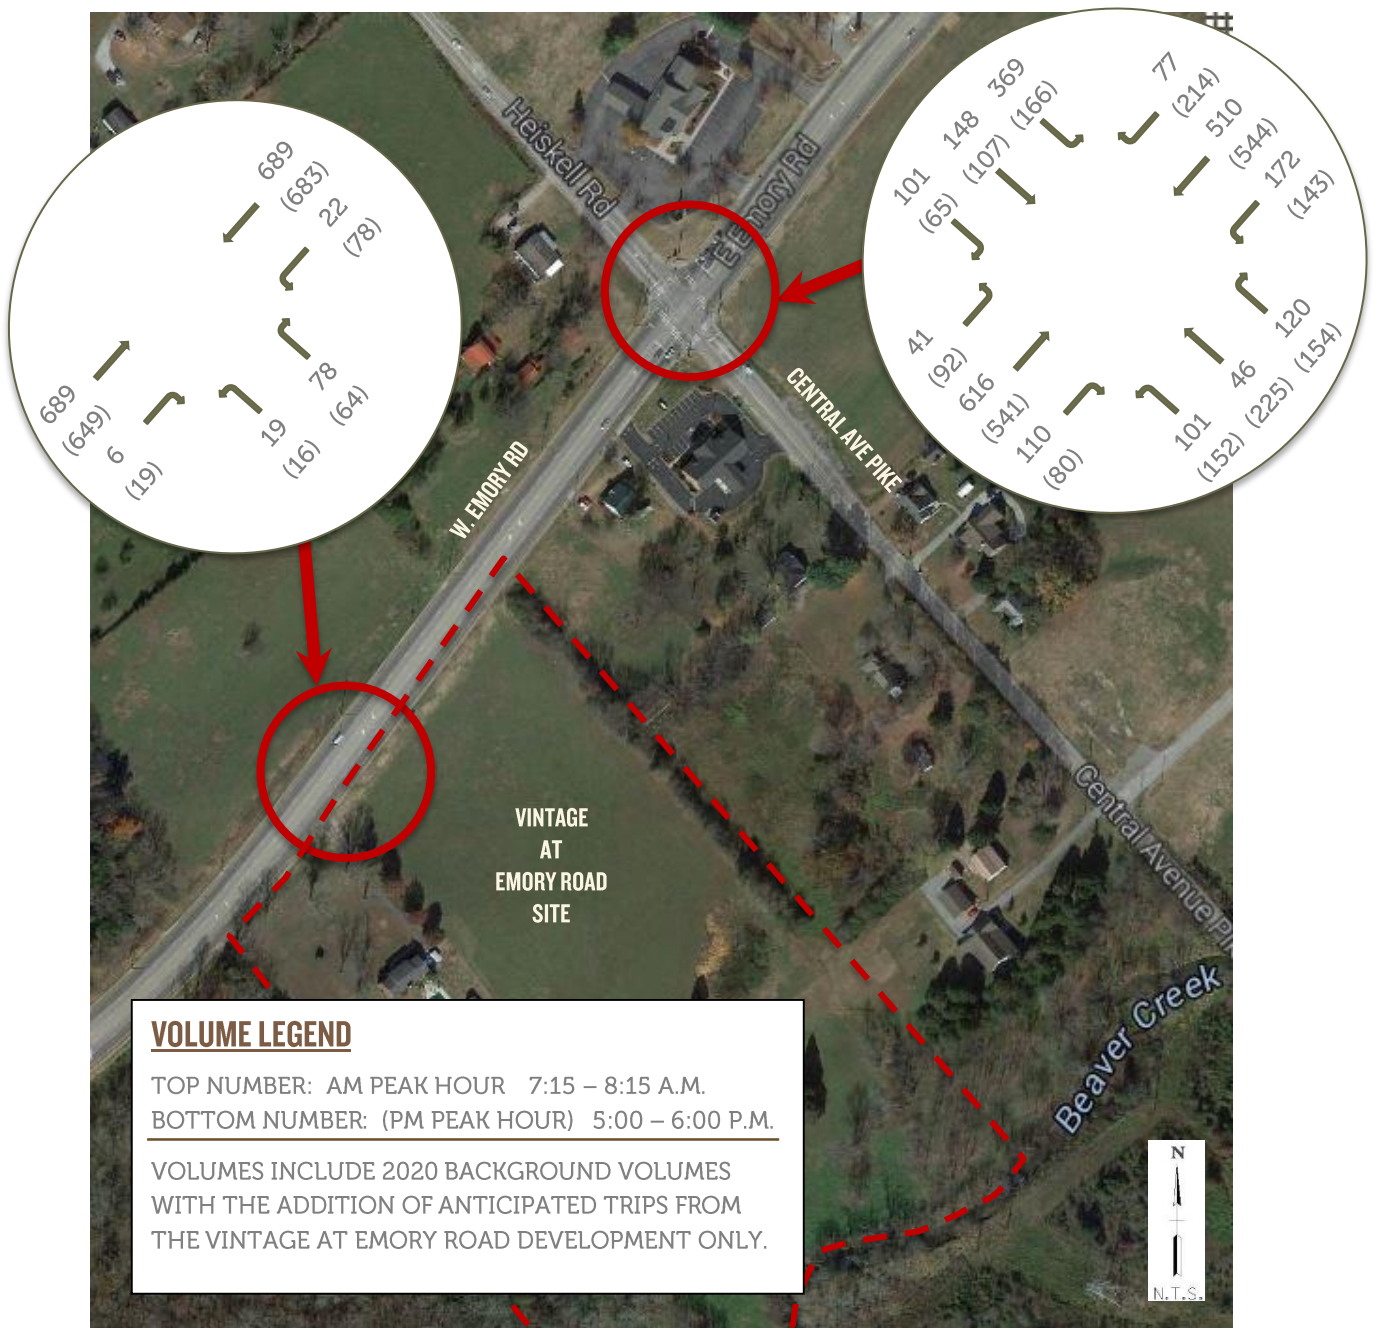 689
(683)
22
(78)
689
(649)
6
(19)
19
(16)
78
(64)
369
(166)
148
(107)
101
(65)
77
(214)
510
(544)
172
(143)
41
(92)
616
(541)
110
(80)
120
(154)
46
(225)
101
(152)
Heiskell Rd
E Emory Rd
W. EMORY RD
CENTRAL AVE PIKE
VINTAGE
AT
EMORY ROAD
SITE
Central Avenue Pi
Beaver Creek
VOLUME LEGEND
TOP NUMBER: AM PEAK HOUR 7:15 – 8:15 A.M.
BOTTOM NUMBER: (PM PEAK HOUR) 5:00 – 6:00 P.M.
VOLUMES INCLUDE 2020 BACKGROUND VOLUMES
WITH THE ADDITION OF ANTICIPATED TRIPS FROM
THE VINTAGE AT EMORY ROAD DEVELOPMENT ONLY.
N
N.T.S.